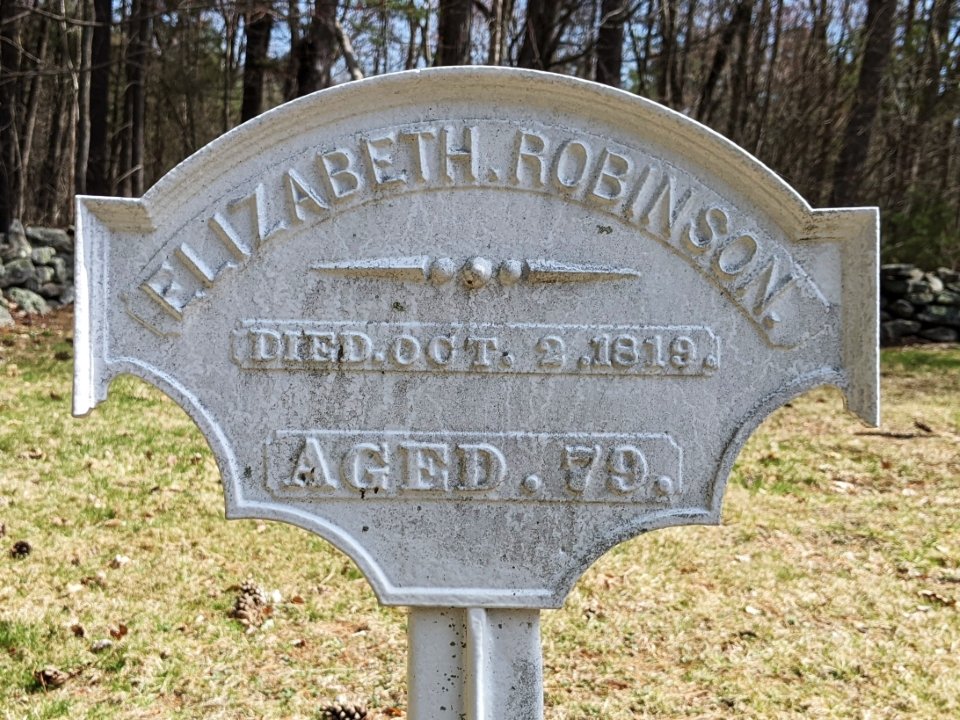 ELIZABETH. ROBINSON.
DIED. OCT. 2. 1819.
AGED. 79.